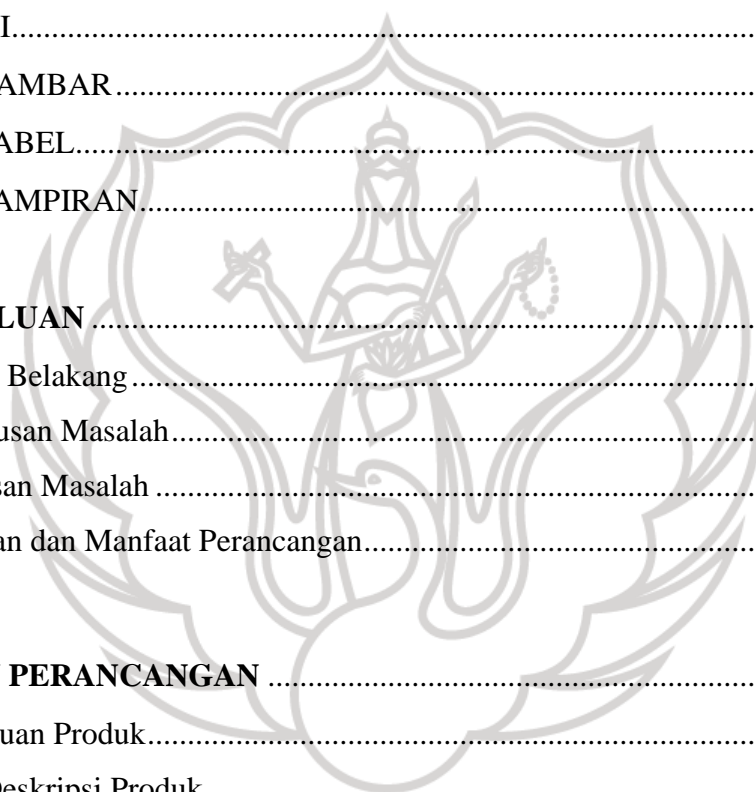 I
AMBAR
ABEL
AMPIRAN
LUAN
Belakang
usan Masalah
san Masalah
an dan Manfaat Perancangan
PERANCANGAN
uan Produk
Deskripsi Produk